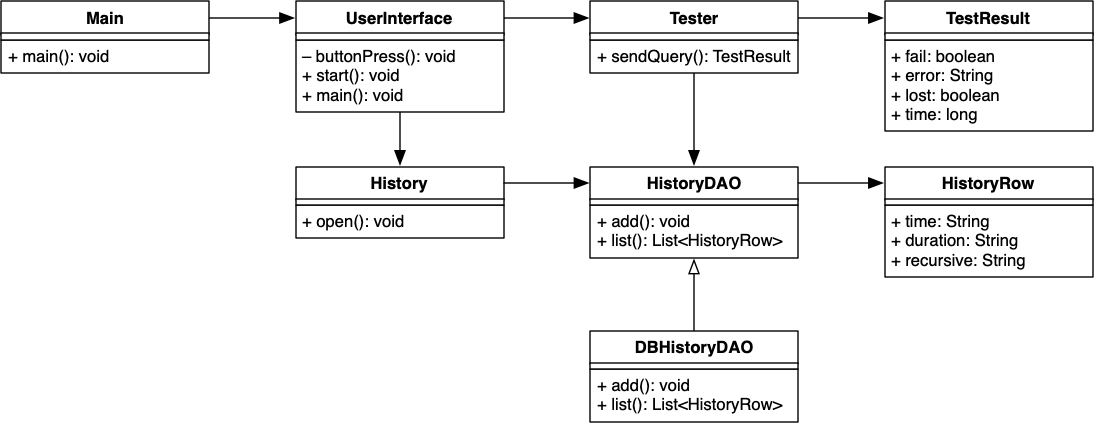 Main
+ main(): void
UserInterface
– buttonPress(): void
+ start(): void
+ main(): void
Tester
+ sendQuery(): TestResult
TestResult
+ fail: boolean
+ error: String
+ lost: boolean
+ time: long
History
+ open(): void
HistoryDAO
+ add(): void
+ list(): List<HistoryRow>
HistoryRow
+ time: String
+ duration: String
+ recursive: String
DBHistoryDAO
+ add(): void
+ list(): List<HistoryRow>